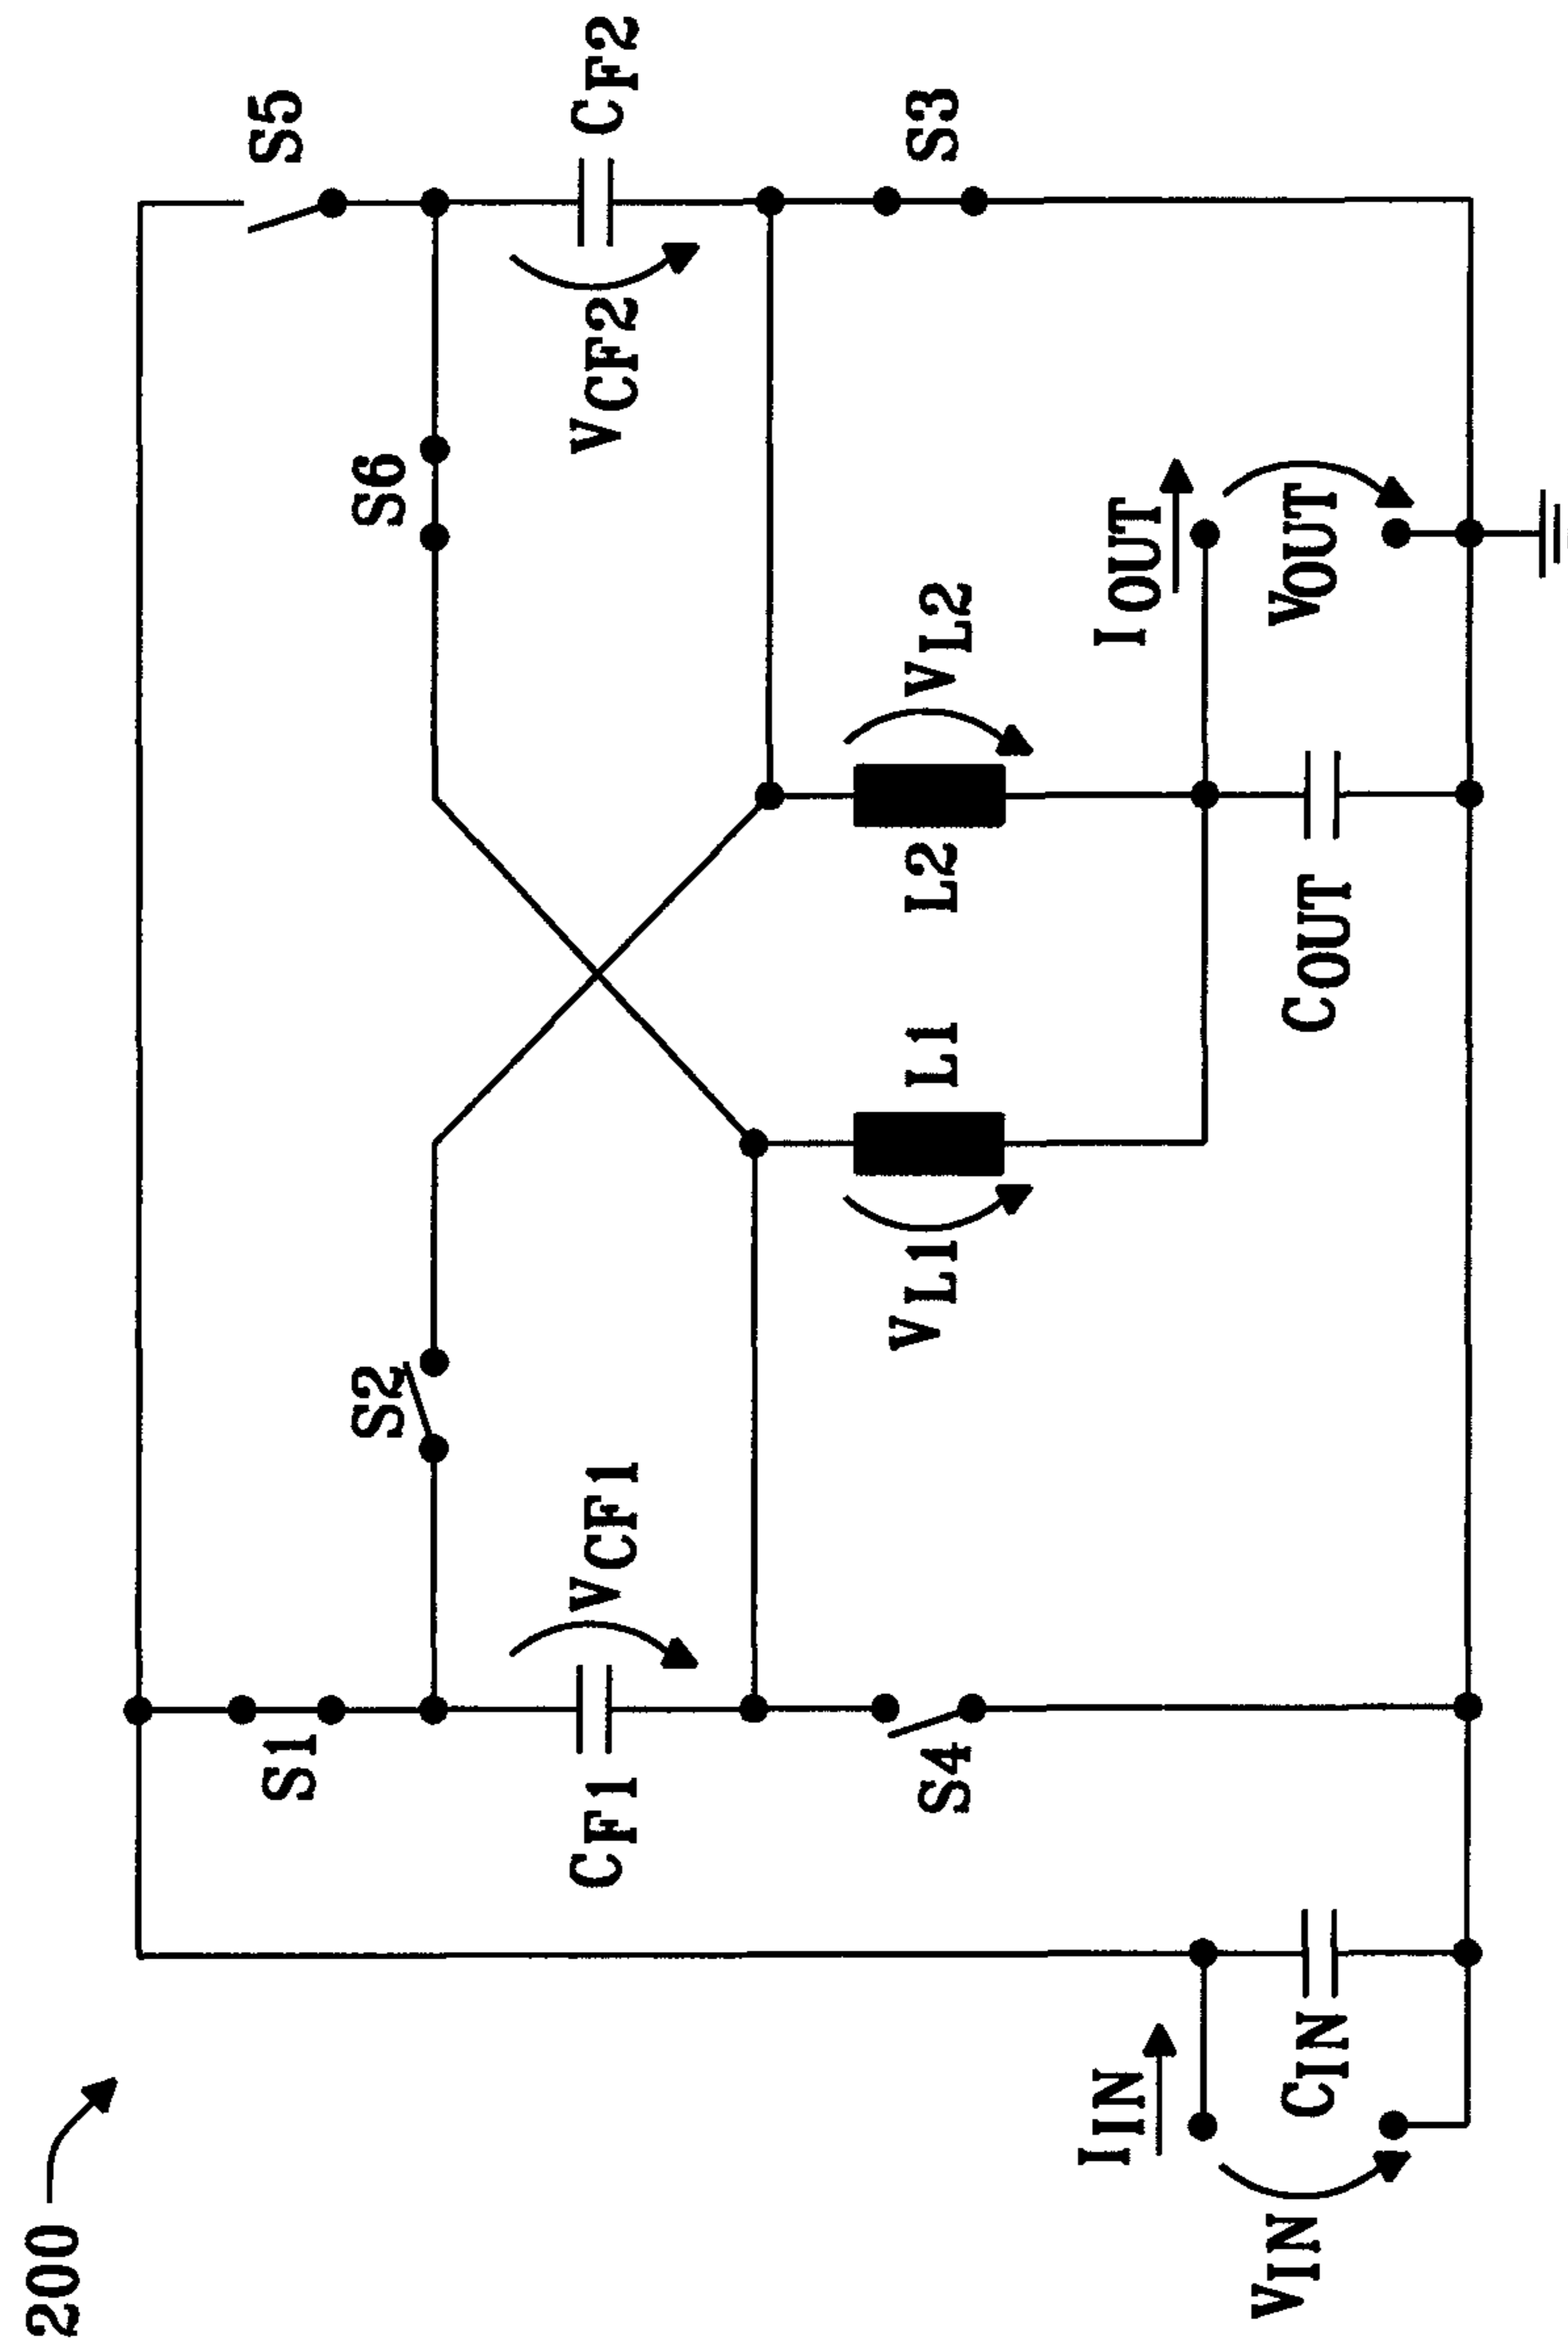 200
S1
S2
S6
S5
CF1
VCF1
VCF2
CF2
S4
VL1
L1
L2
VL2
S3
IIN
IOUT
VIN
CIN
COUT
VOUT